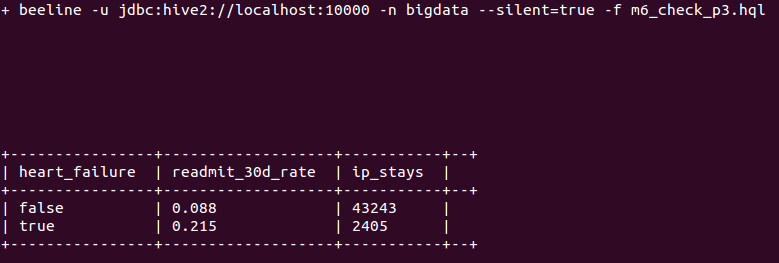 + beeline -u jdbc:hive2://localhost:10000 -n bigdata --silent=true -f m6_check_p3.hql
+----------------+-------------------+-----------+--+
| heart_failure  | readmit_30d_rate  | ip_stays  |
+----------------+-------------------+-----------+--+
| false          | 0.088             | 43243     |
| true           | 0.215             | 2405      |
+----------------+-------------------+-----------+--+